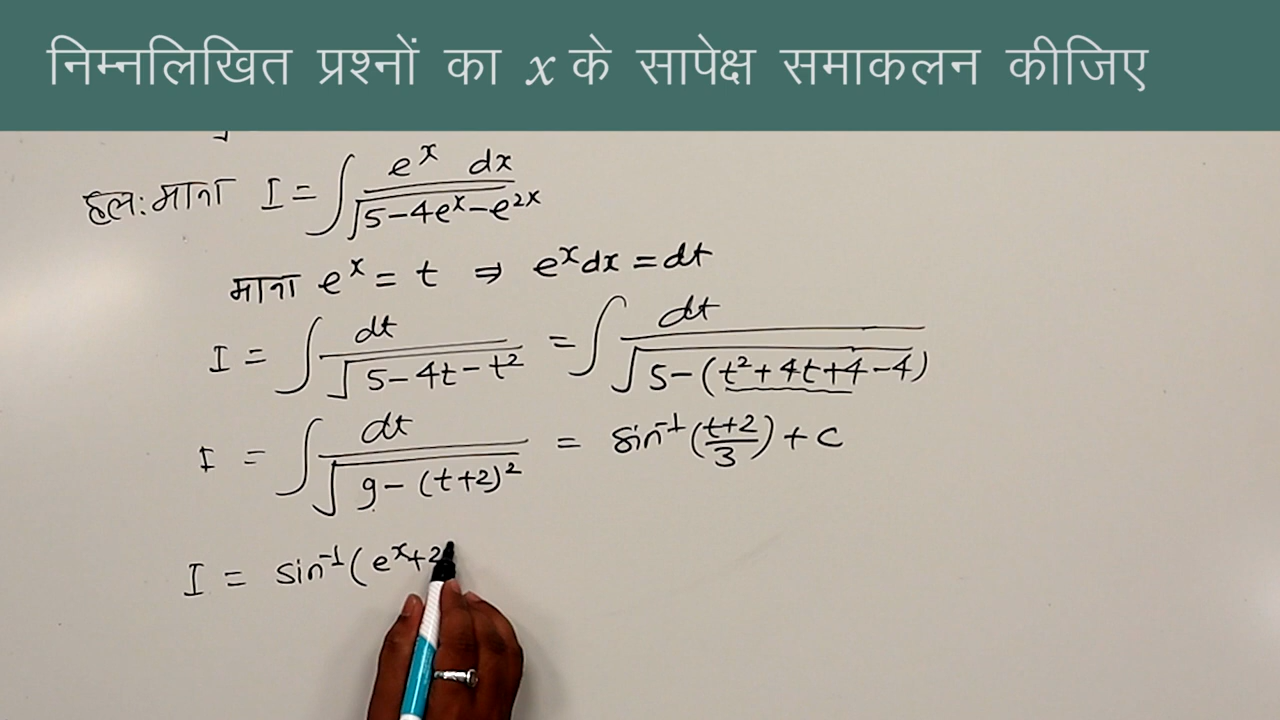 निम्नलिखित प्रश्नों का x के सापेक्ष समाकलन कीजिए
हल: माना I = ∫ e^x dx / √(5-4e^x-e^2x)
माना e^x = t ⇒ e^x dx = dt
I = ∫ dt / √(5-4t-t²) = ∫ dt / √(5-(t²+4t+4-4))
I = ∫ dt / √(9-(t+2)²) = sin⁻¹((t+2)/3) + c
I = sin⁻¹(e^x+2